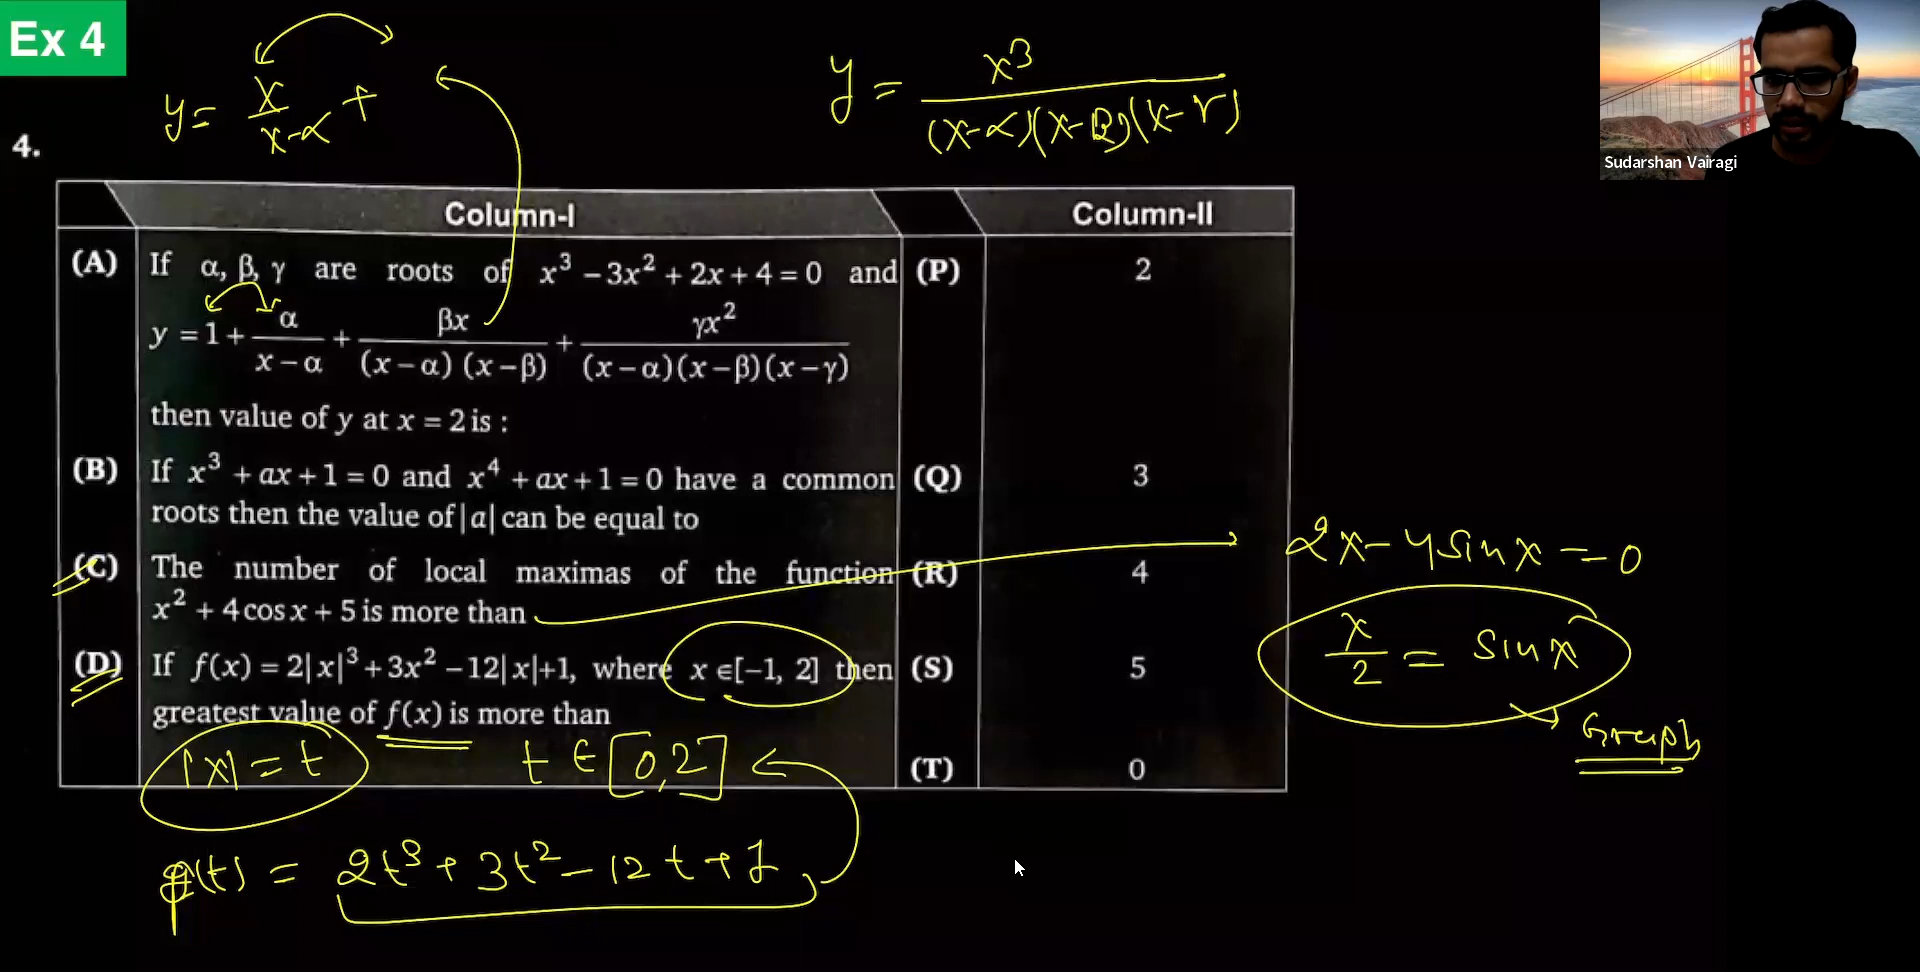 Ex 4
y = x/(x-α) +
y = x³/((x-α)(x-β)(x-γ))
Sudarshan Vairagi
4.
Column-I Column-II
(A) If α, β, γ are roots of x³ – 3x² + 2x + 4 = 0 and (P) 2
y = 1 + α/(x – α) + βx/((x – α) (x – β)) + γx²/((x – α)(x – β)(x – γ))
then value of y at x = 2 is :
(B) If x³ + ax + 1 = 0 and x⁴ + ax + 1 = 0 have a common (Q) 3
roots then the value of |a| can be equal to
(C) The number of local maximas of the function (R) 4
x² + 4 cos x + 5 is more than
(D) If f(x) = 2| x|³ + 3x² – 12| x|+1, where x ∈[–1, 2] then (S) 5
greatest value of f(x) is more than
(T) 0
2x - 4sinx = 0
x/2 = sinx
Graph
|x| = t t ∈ [0,2]
(t) = 2t³ + 3t² - 12t + 1